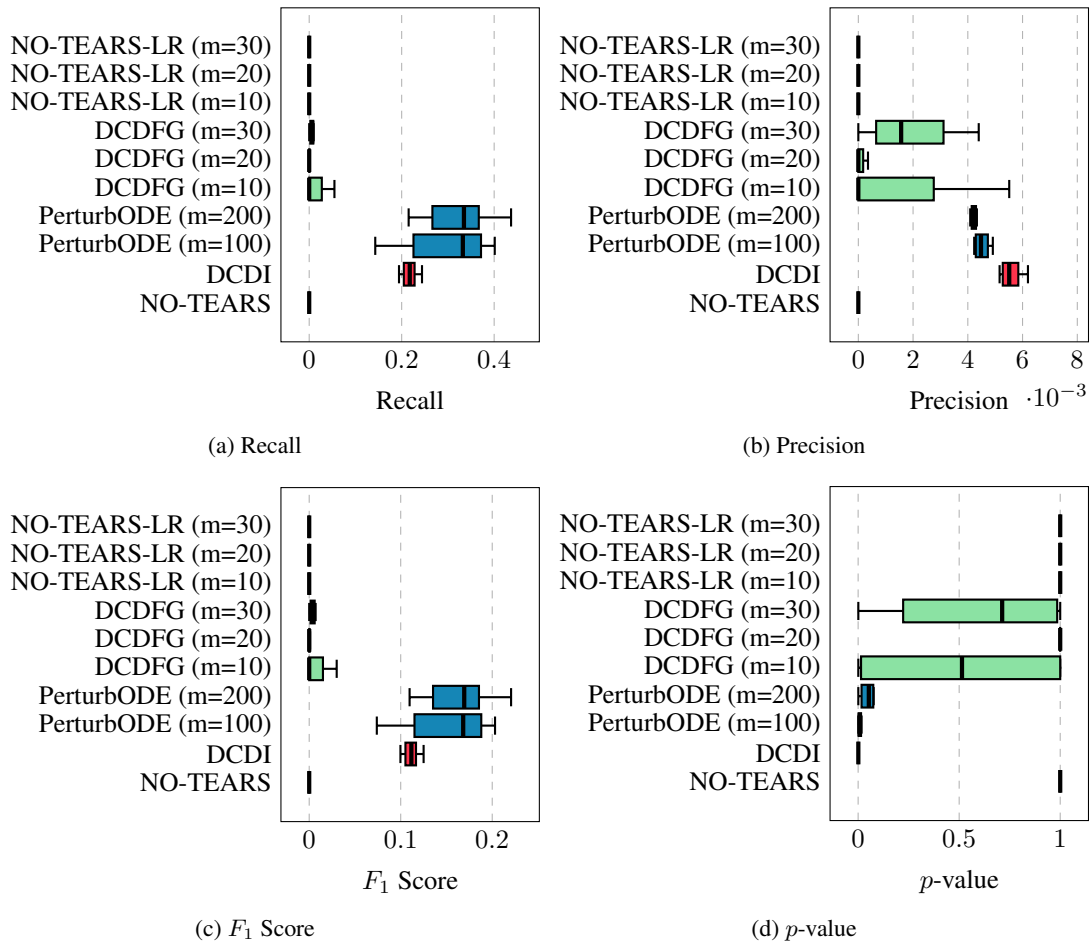 NO-TEARS-LR (m=30)
NO-TEARS-LR (m=20)
NO-TEARS-LR (m=10)
DCDFG (m=30)
DCDFG (m=20)
DCDFG (m=10)
PerturbODE (m=200)
PerturbODE (m=100)
DCDI
NO-TEARS
0 0.2 0.4
Recall
(a) Recall
NO-TEARS-LR (m=30)
NO-TEARS-LR (m=20)
NO-TEARS-LR (m=10)
DCDFG (m=30)
DCDFG (m=20)
DCDFG (m=10)
PerturbODE (m=200)
PerturbODE (m=100)
DCDI
NO-TEARS
0 2 4 6 8
Precision ·10⁻³
(b) Precision
NO-TEARS-LR (m=30)
NO-TEARS-LR (m=20)
NO-TEARS-LR (m=10)
DCDFG (m=30)
DCDFG (m=20)
DCDFG (m=10)
PerturbODE (m=200)
PerturbODE (m=100)
DCDI
NO-TEARS
0 0.1 0.2
F₁ Score
(c) F₁ Score
NO-TEARS-LR (m=30)
NO-TEARS-LR (m=20)
NO-TEARS-LR (m=10)
DCDFG (m=30)
DCDFG (m=20)
DCDFG (m=10)
PerturbODE (m=200)
PerturbODE (m=100)
DCDI
NO-TEARS
0 0.5 1
p-value
(d) p-value